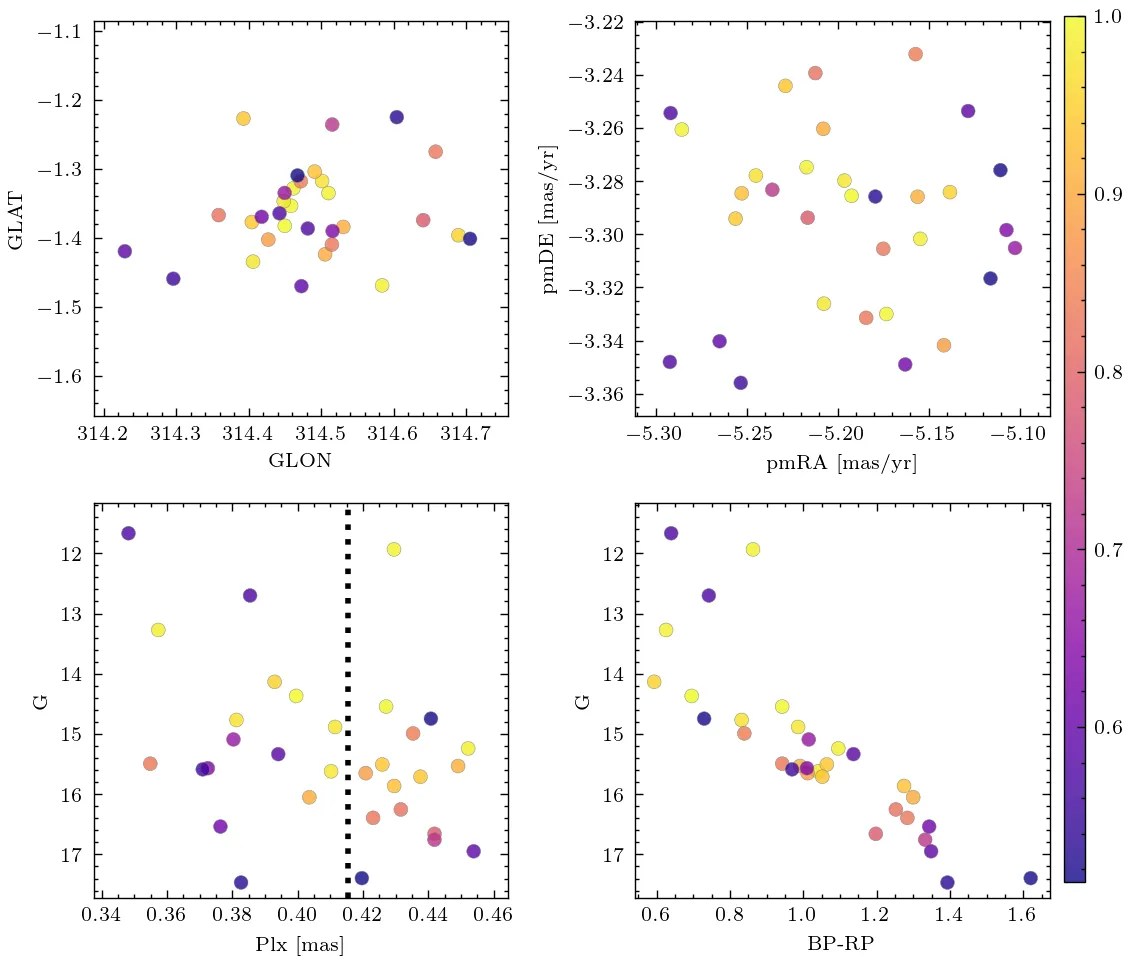 −1.1
−1.2
−1.3
−1.4
−1.5
−1.6
GLAT
314.2 314.3 314.4 314.5 314.6 314.7
GLON
−3.22
−3.24
−3.26
−3.28
−3.30
−3.32
−3.34
−3.36
pmDE [mas/yr]
−5.30 −5.25 −5.20 −5.15 −5.10
pmRA [mas/yr]
1.0
0.9
0.8
0.7
0.6
12
13
14
15
16
17
G
0.34 0.36 0.38 0.40 0.42 0.44 0.46
Plx [mas]
12
13
14
15
16
17
G
0.6 0.8 1.0 1.2 1.4 1.6
BP-RP